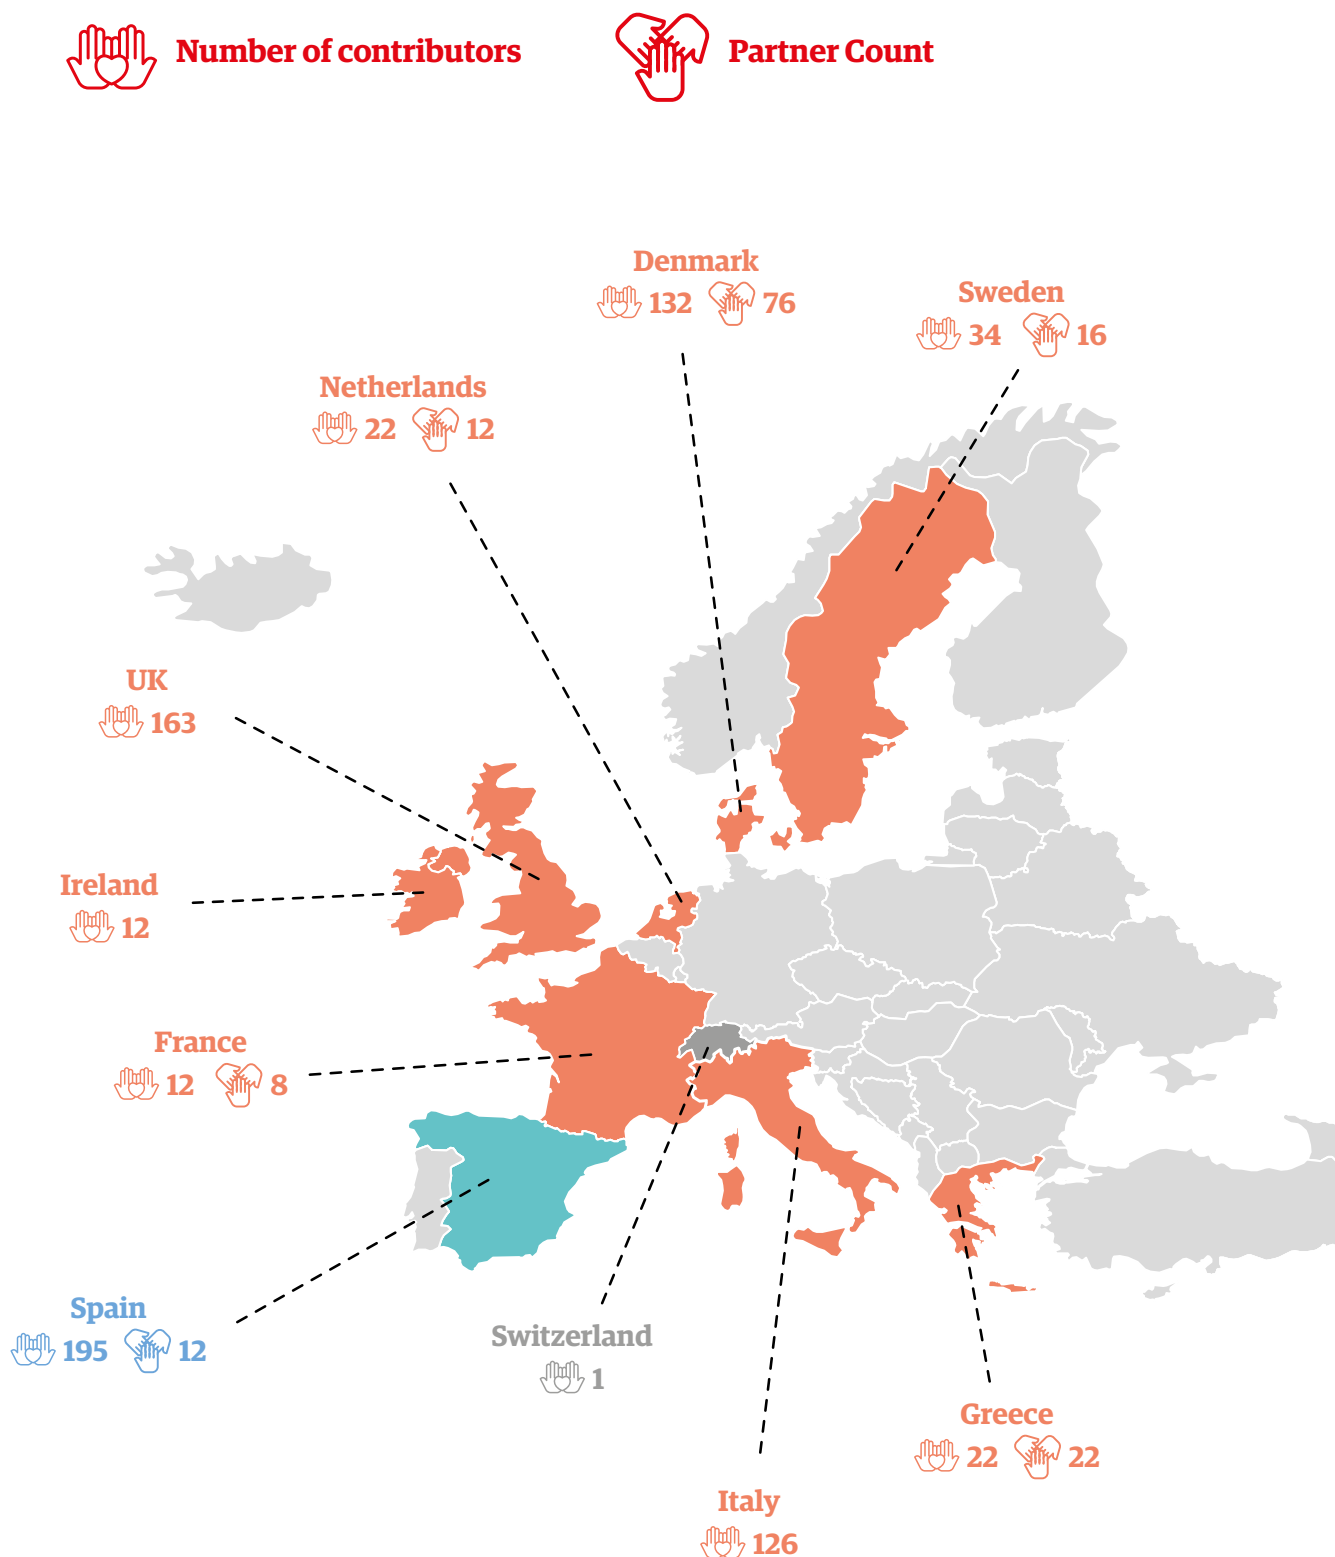 Number of contributors
Partner Count
Denmark
132 76
Sweden
34 16
Netherlands
22 12
UK
163
Ireland
12
France
12 8
Spain
195 12
Switzerland
1
Greece
22 22
Italy
126